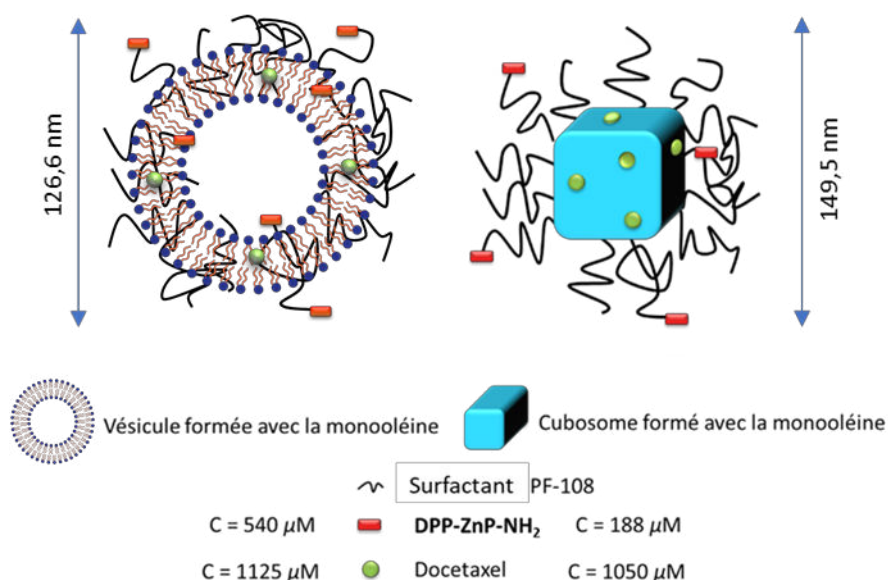 126,6 nm
149,5 nm
Vésicule formée avec la monooléine
Cubosome formé avec la monooléine
Surfactant PF-108
C = 540 µM DPP-ZnP-NH₂ C = 188 µM
C = 1125 µM Docetaxel C = 1050 µM